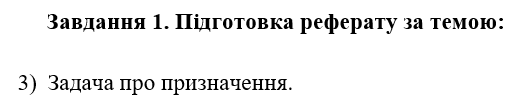 Завдання 1. Підготовка реферату за темою:
3) Задача про призначення.